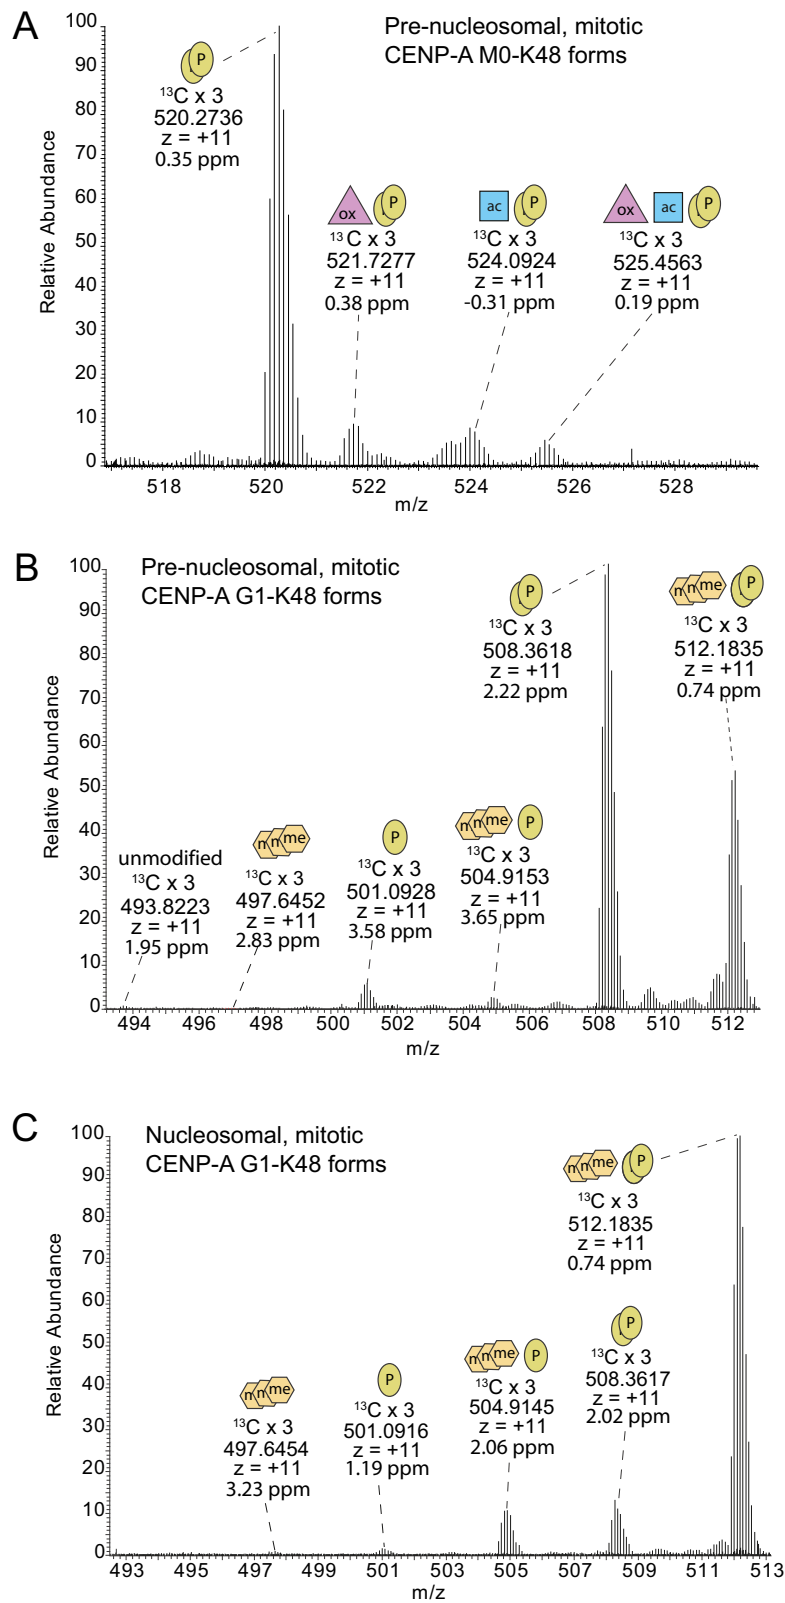 A
Pre-nucleosomal, mitotic
CENP-A M0-K48 forms
P
¹³C x 3
520.2736
z = +11
0.35 ppm
ox P
¹³C x 3
521.7277
z = +11
0.38 ppm
ac P
¹³C x 3
524.0924
z = +11
-0.31 ppm
ox ac P
¹³C x 3
525.4563
z = +11
0.19 ppm
Relative Abundance
100
90
80
70
60
50
40
30
20
10
0
518 520 522 524 526 528
m/z
B
Pre-nucleosomal, mitotic
CENP-A G1-K48 forms
unmodified
¹³C x 3
493.8223
z = +11
1.95 ppm
me
¹³C x 3
497.6452
z = +11
2.83 ppm
P
¹³C x 3
501.0928
z = +11
3.58 ppm
me P
¹³C x 3
504.9153
z = +11
3.65 ppm
P
¹³C x 3
508.3618
z = +11
2.22 ppm
me P
¹³C x 3
512.1835
z = +11
0.74 ppm
Relative Abundance
100
90
80
70
60
50
40
30
20
10
0
494 496 498 500 502 504 506 508 510 512
m/z
C
Nucleosomal, mitotic
CENP-A G1-K48 forms
me
¹³C x 3
497.6454
z = +11
3.23 ppm
P
¹³C x 3
501.0916
z = +11
1.19 ppm
me P
¹³C x 3
504.9145
z = +11
2.06 ppm
P
¹³C x 3
508.3617
z = +11
2.02 ppm
me P
¹³C x 3
512.1835
z = +11
0.74 ppm
Relative Abundance
100
90
80
70
60
50
40
30
20
10
0
493 495 497 499 501 503 505 507 509 511 513
m/z